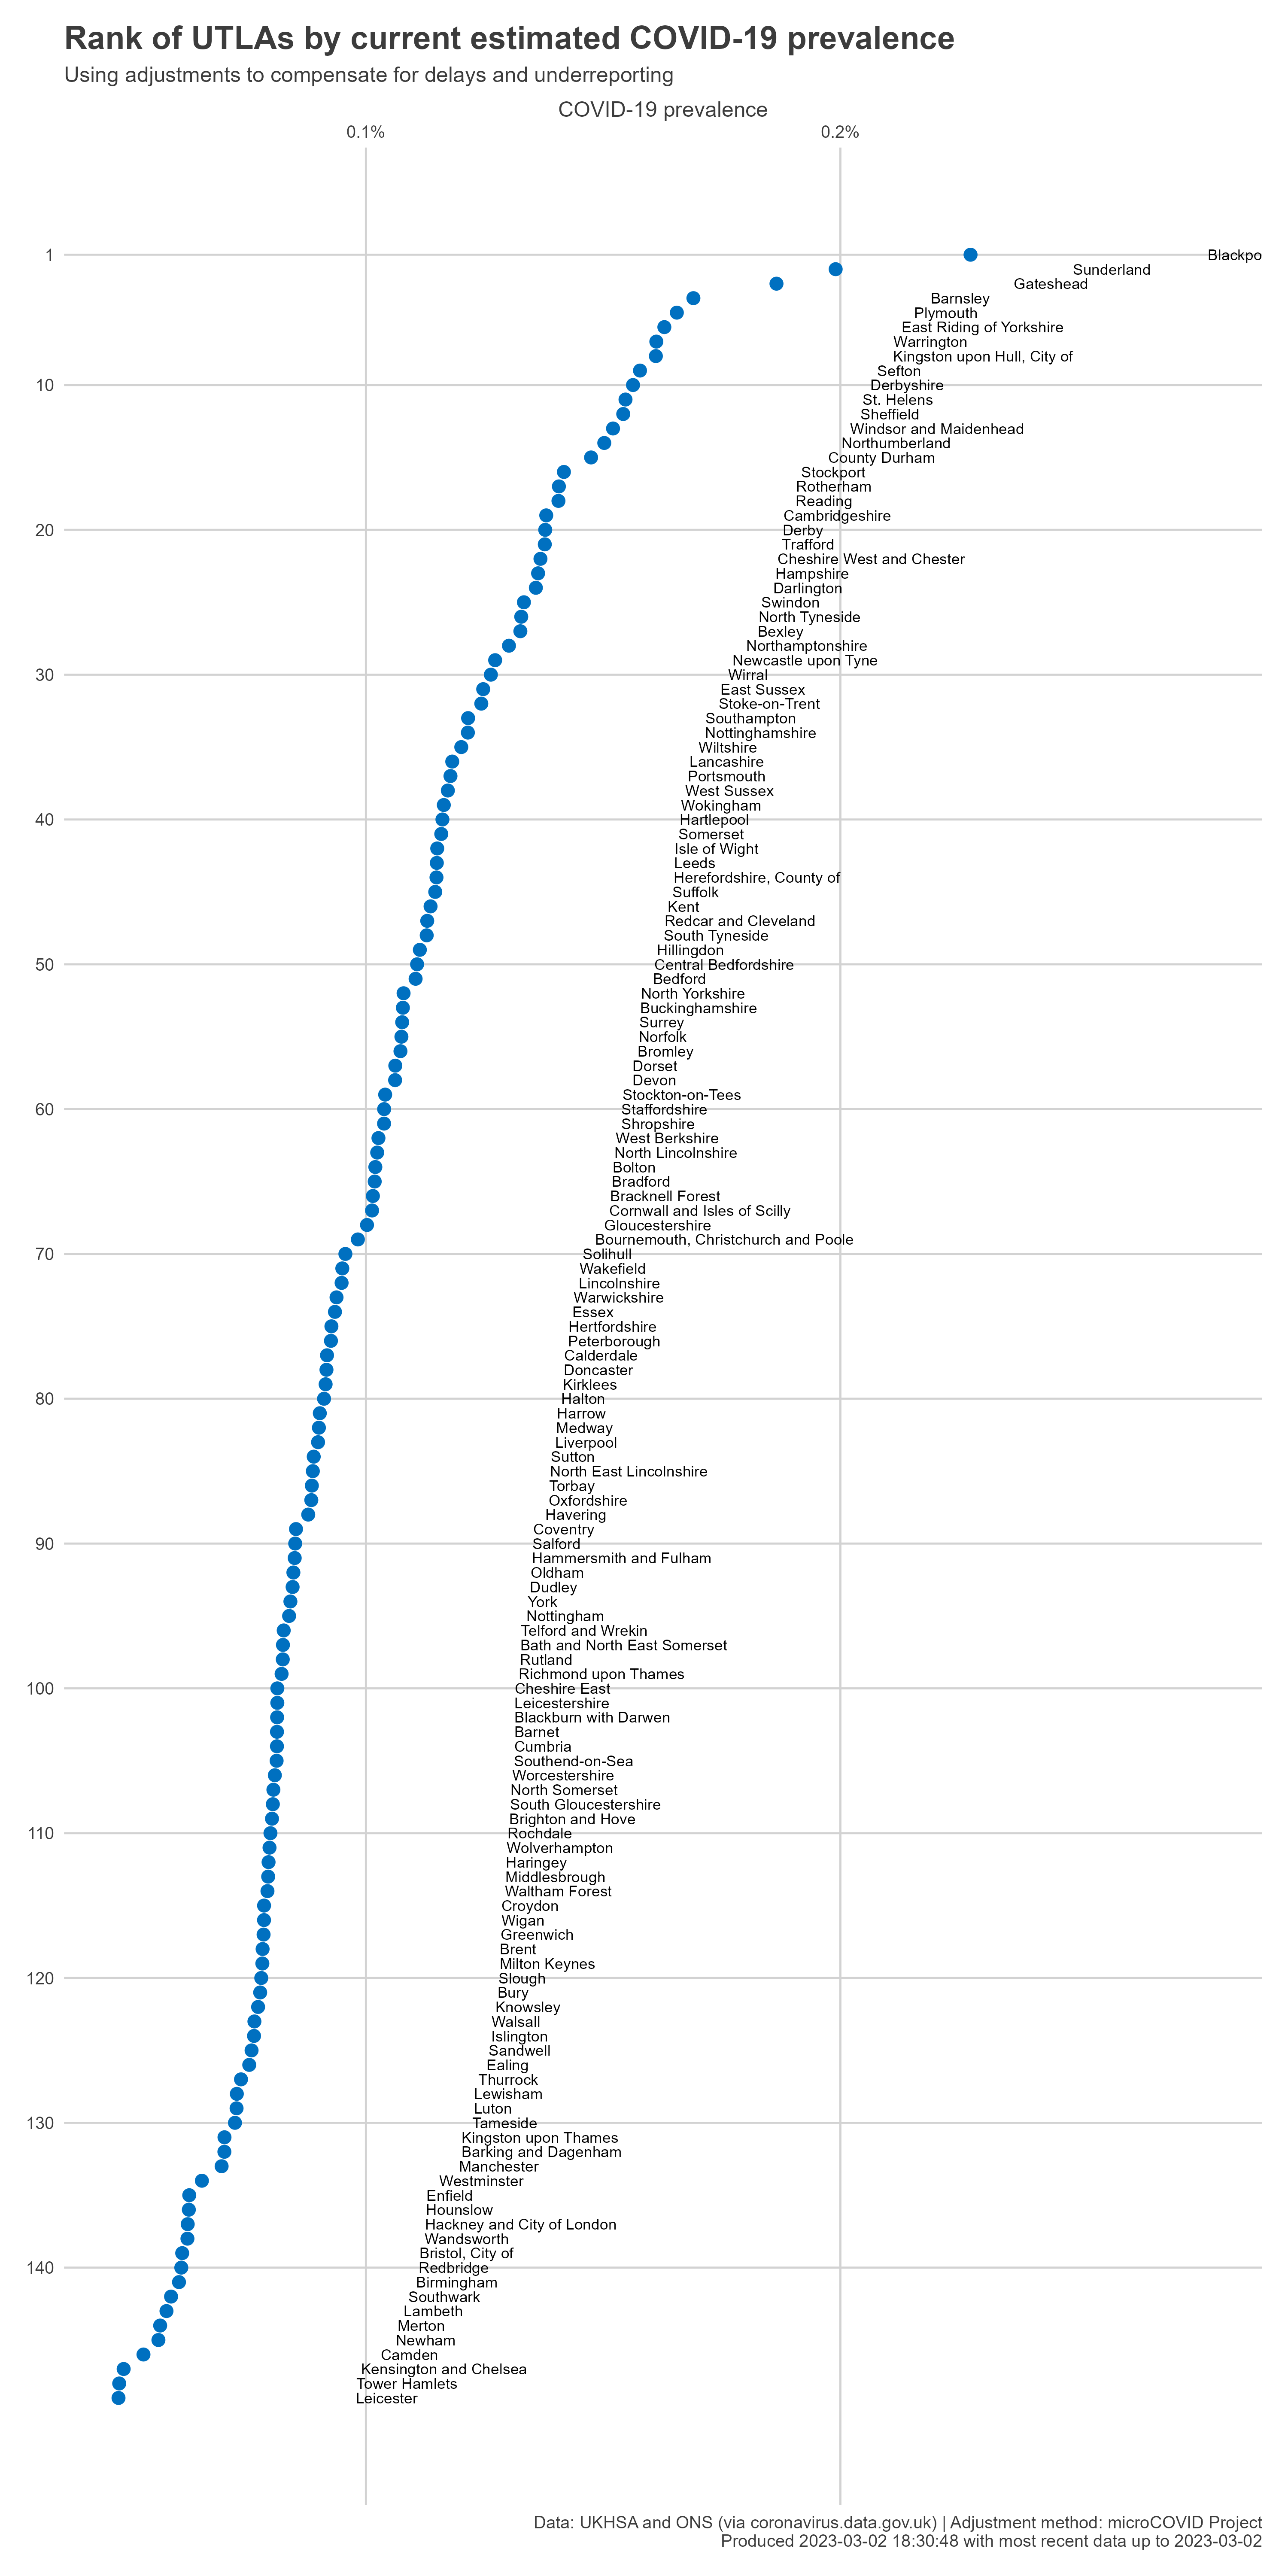 Rank of UTLAs by current estimated COVID-19 prevalence
Using adjustments to compensate for delays and underreporting
COVID-19 prevalence
0.1% 0.2%
1 Blackpo
Sunderland
Gateshead
Barnsley
Plymouth
East Riding of Yorkshire
Warrington
Kingston upon Hull, City of
Sefton
10 Derbyshire
St. Helens
Sheffield
Windsor and Maidenhead
Northumberland
County Durham
Stockport
Rotherham
Reading
Cambridgeshire
20 Derby
Trafford
Cheshire West and Chester
Hampshire
Darlington
Swindon
North Tyneside
Bexley
Northamptonshire
Newcastle upon Tyne
30 Wirral
East Sussex
Stoke-on-Trent
Southampton
Nottinghamshire
Wiltshire
Lancashire
Portsmouth
West Sussex
Wokingham
40 Hartlepool
Somerset
Isle of Wight
Leeds
Herefordshire, County of
Suffolk
Kent
Redcar and Cleveland
South Tyneside
Hillingdon
50 Central Bedfordshire
Bedford
North Yorkshire
Buckinghamshire
Surrey
Norfolk
Bromley
Dorset
Devon
Stockton-on-Tees
60 Staffordshire
Shropshire
West Berkshire
North Lincolnshire
Bolton
Bradford
Bracknell Forest
Cornwall and Isles of Scilly
Gloucestershire
Bournemouth, Christchurch and Poole
70 Solihull
Wakefield
Lincolnshire
Warwickshire
Essex
Hertfordshire
Peterborough
Calderdale
Doncaster
Kirklees
80 Halton
Harrow
Medway
Liverpool
Sutton
North East Lincolnshire
Torbay
Oxfordshire
Havering
Coventry
90 Salford
Hammersmith and Fulham
Oldham
Dudley
York
Nottingham
Telford and Wrekin
Bath and North East Somerset
Rutland
Richmond upon Thames
100 Cheshire East
Leicestershire
Blackburn with Darwen
Barnet
Cumbria
Southend-on-Sea
Worcestershire
North Somerset
South Gloucestershire
Brighton and Hove
110 Rochdale
Wolverhampton
Haringey
Middlesbrough
Waltham Forest
Croydon
Wigan
Greenwich
Brent
Milton Keynes
120 Slough
Bury
Knowsley
Walsall
Islington
Sandwell
Ealing
Thurrock
Lewisham
Luton
130 Tameside
Kingston upon Thames
Barking and Dagenham
Manchester
Westminster
Enfield
Hounslow
Hackney and City of London
Wandsworth
Bristol, City of
140 Redbridge
Birmingham
Southwark
Lambeth
Merton
Newham
Camden
Kensington and Chelsea
Tower Hamlets
Leicester
Data: UKHSA and ONS (via coronavirus.data.gov.uk) | Adjustment method: microCOVID Project
Produced 2023-03-02 18:30:48 with most recent data up to 2023-03-02